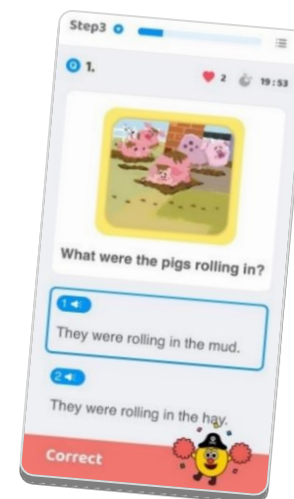 Step3
Q 1.
2 19:53
What were the pigs rolling in?
1
They were rolling in the mud.
2
They were rolling in the hay.
Correct